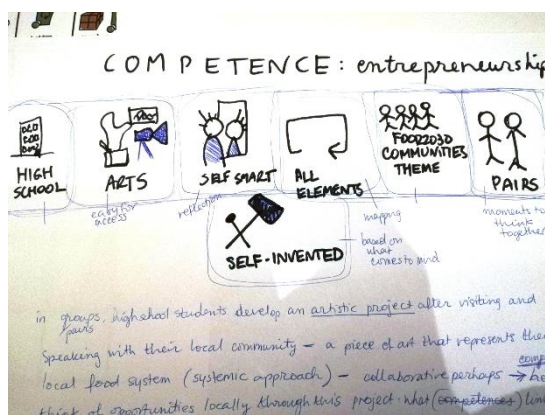 COMPETENCE: entrepreneurship
HIGH SCHOOL
ARTS
SELF SMART
ALL ELEMENTS
FOOD2030 COMMUNITIES THEME
PAIRS
easy for access
reflection
mapping
based on what comes to mind
moments to think together
SELF-INVENTED
in groups, highschool students develop an artistic project after visiting and
pairs
Speaking with their local community – a piece of art that represents
local food system (systemic approach) – collaborative perhaps →
think of opportunities locally through this project. what (competences)